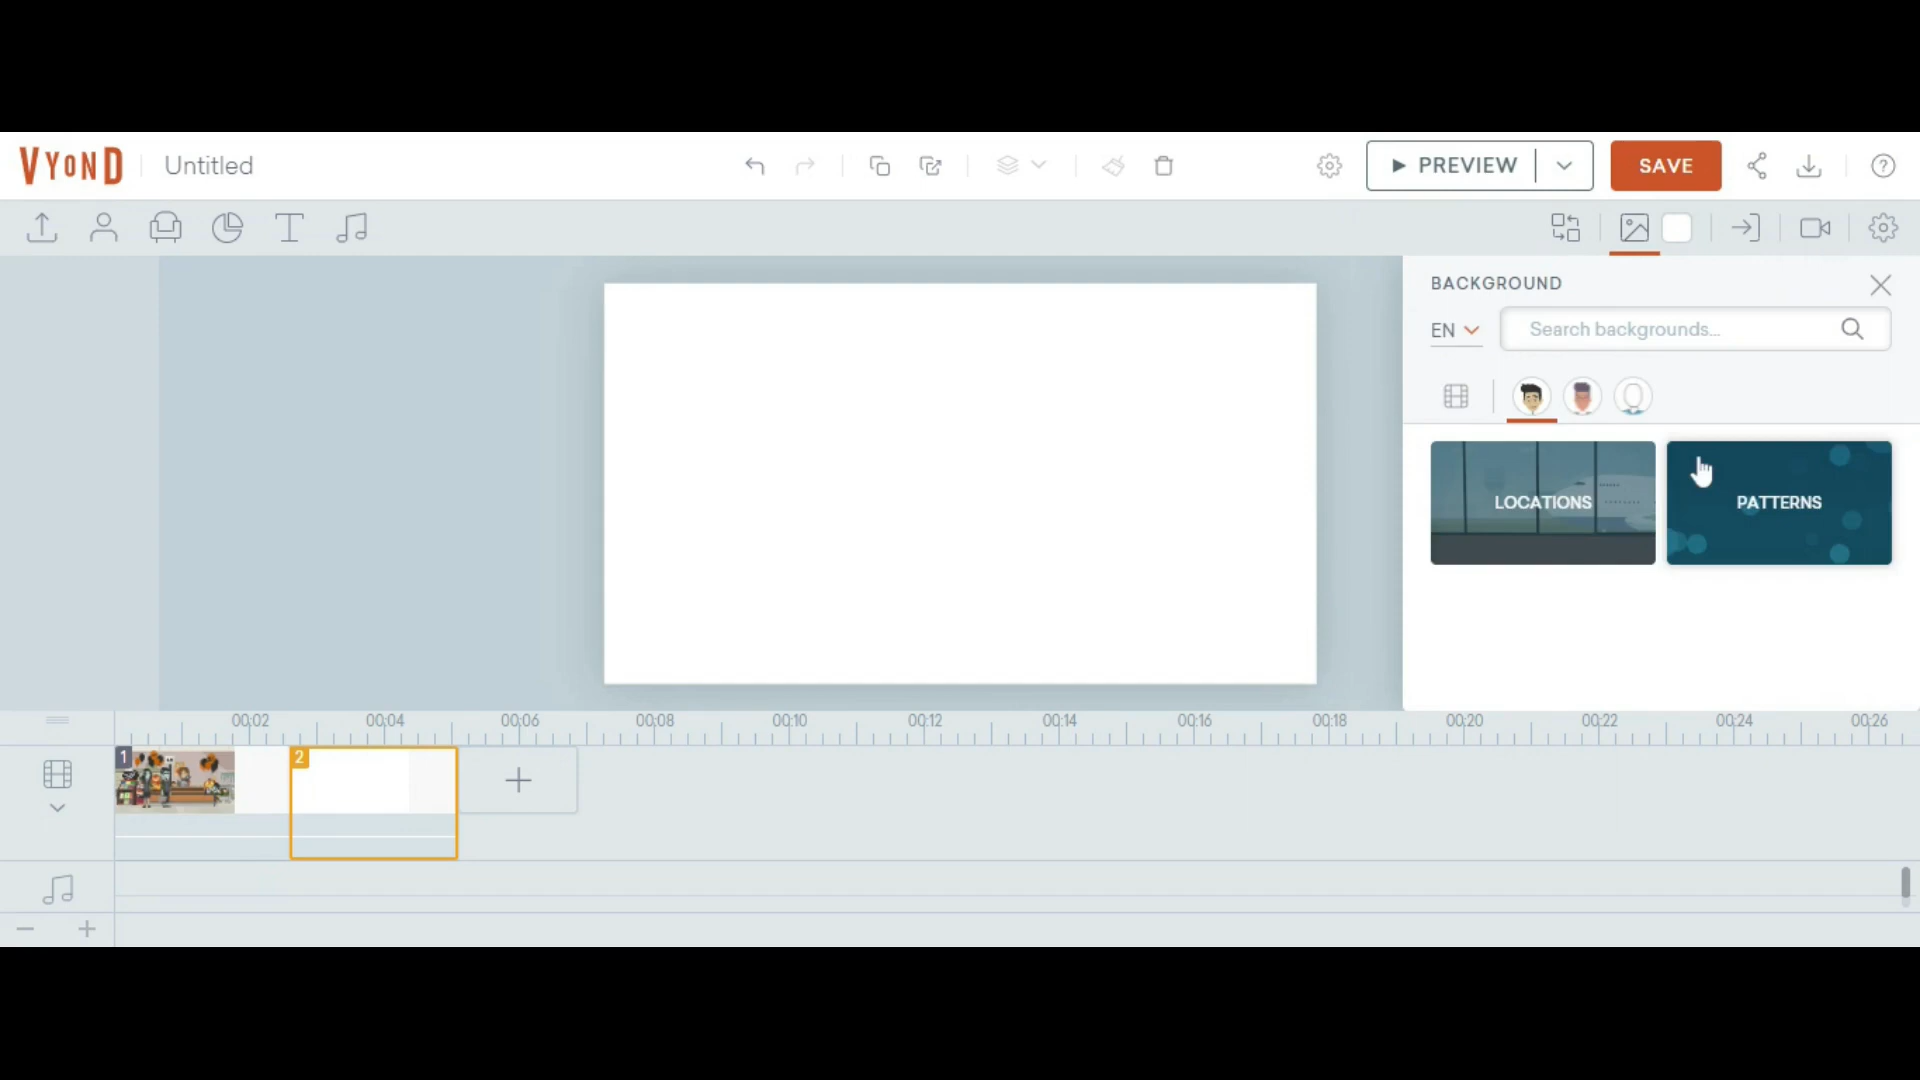 VYOND Untitled PREVIEW SAVE
BACKGROUND
EN Search backgrounds...
LOCATIONS PATTERNS
00:02 00:04 00:06 00:08 00:10 00:12 00:14 00:16 00:18 00:20 00:22 00:24 00:26
1 2